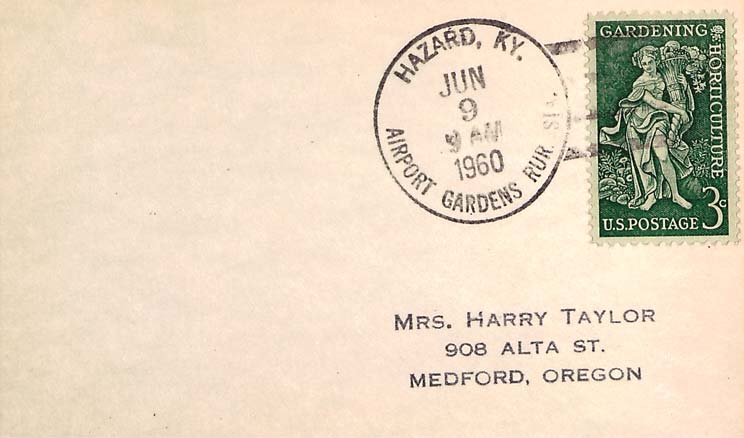 HAZARD, KY.
JUN
9
9 AM
1960
AIRPORT GARDENS RUR. STA.
GARDENING
HORTICULTURE
3c
U.S. POSTAGE
MRS. HARRY TAYLOR
908 ALTA ST.
MEDFORD, OREGON